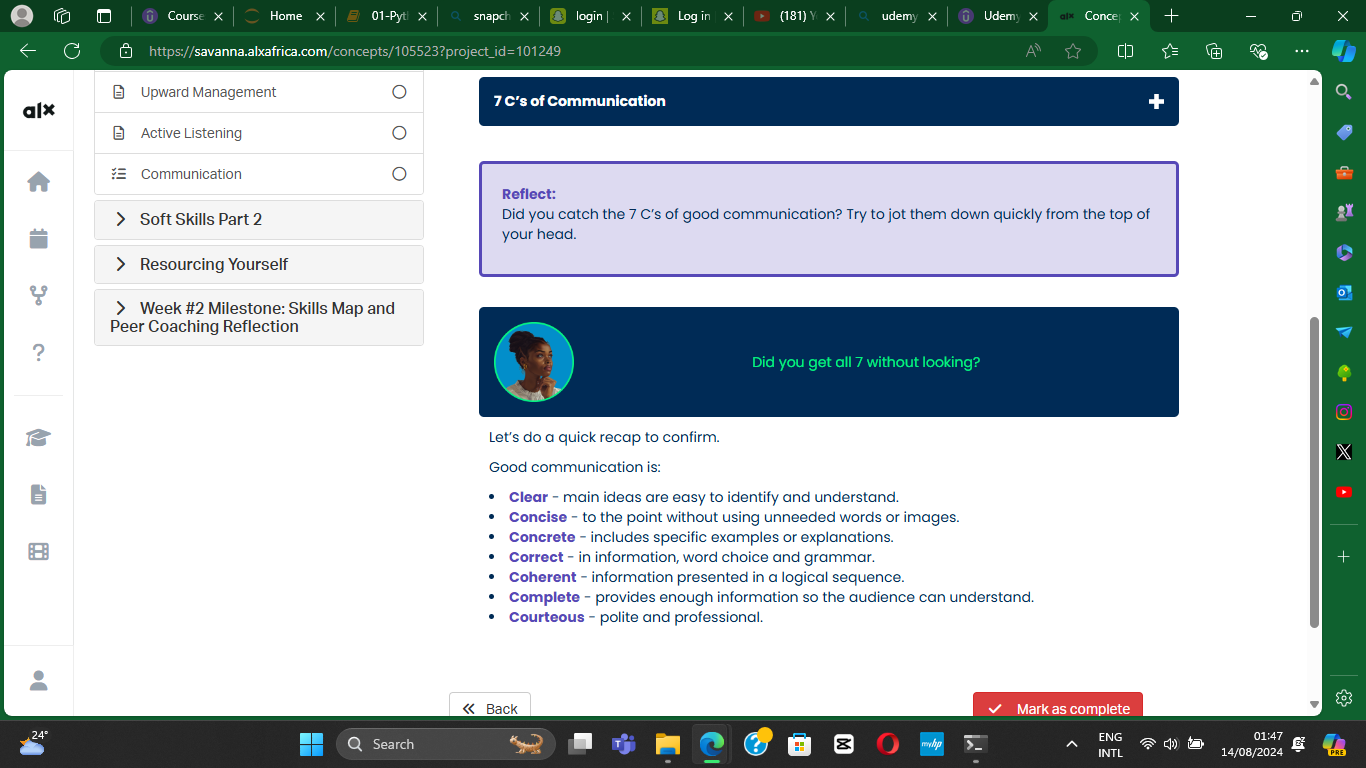 Course
Home
01-Pyt
snapch
login |
Log in
(181) Y
udemy
Udemy
alx
Conce
https://savanna.alxafrica.com/concepts/105523?project_id=101249
alx
Upward Management
Active Listening
Communication
Soft Skills Part 2
Resourcing Yourself
Week #2 Milestone: Skills Map and
Peer Coaching Reflection
7 C’s of Communication
Reflect:
Did you catch the 7 C’s of good communication? Try to jot them down quickly from the top of
your head.
Did you get all 7 without looking?
Let’s do a quick recap to confirm.
Good communication is:
Clear - main ideas are easy to identify and understand.
Concise - to the point without using unneeded words or images.
Concrete - includes specific examples or explanations.
Correct - in information, word choice and grammar.
Coherent - information presented in a logical sequence.
Complete - provides enough information so the audience can understand.
Courteous - polite and professional.
Back
Mark as complete
24°
Search
myhp
ENG
INTL
01:47
14/08/2024
PRE